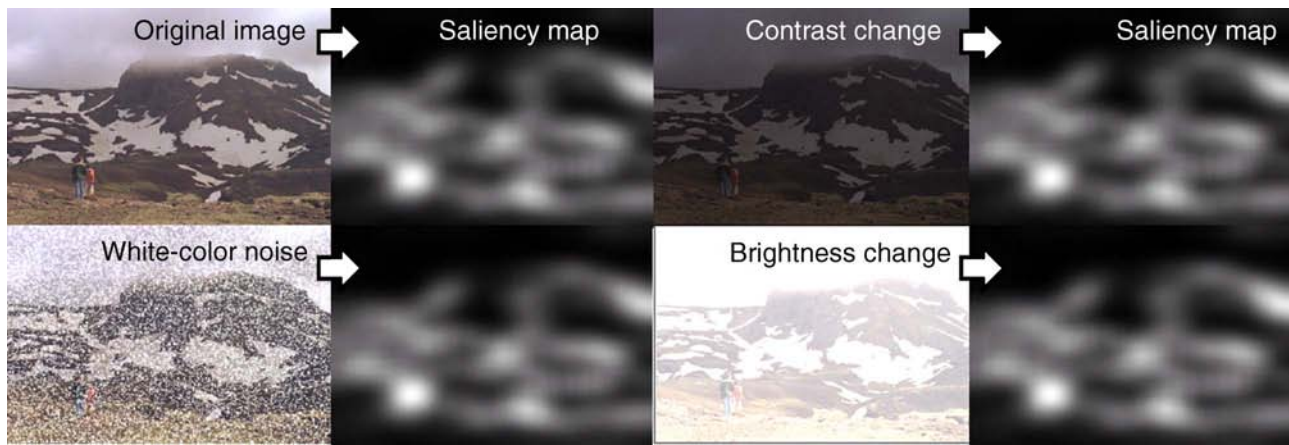 Original image
Saliency map
Contrast change
Saliency map
White-color noise
Brightness change